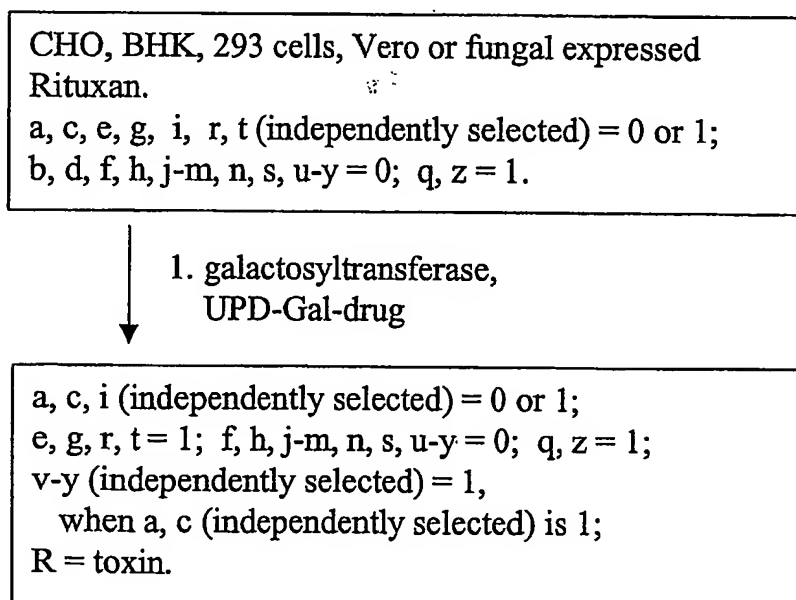 CHO, BHK, 293 cells, Vero or fungal expressed
Rituxan.
a, c, e, g, i, r, t (independently selected) = 0 or 1;
b, d, f, h, j-m, n, s, u-y = 0; q, z = 1.
1. galactosyltransferase,
UPD-Gal-drug
a, c, i (independently selected) = 0 or 1;
e, g, r, t = 1; f, h, j-m, n, s, u-y = 0; q, z = 1;
v-y (independently selected) = 1,
when a, c (independently selected) is 1;
R = toxin.